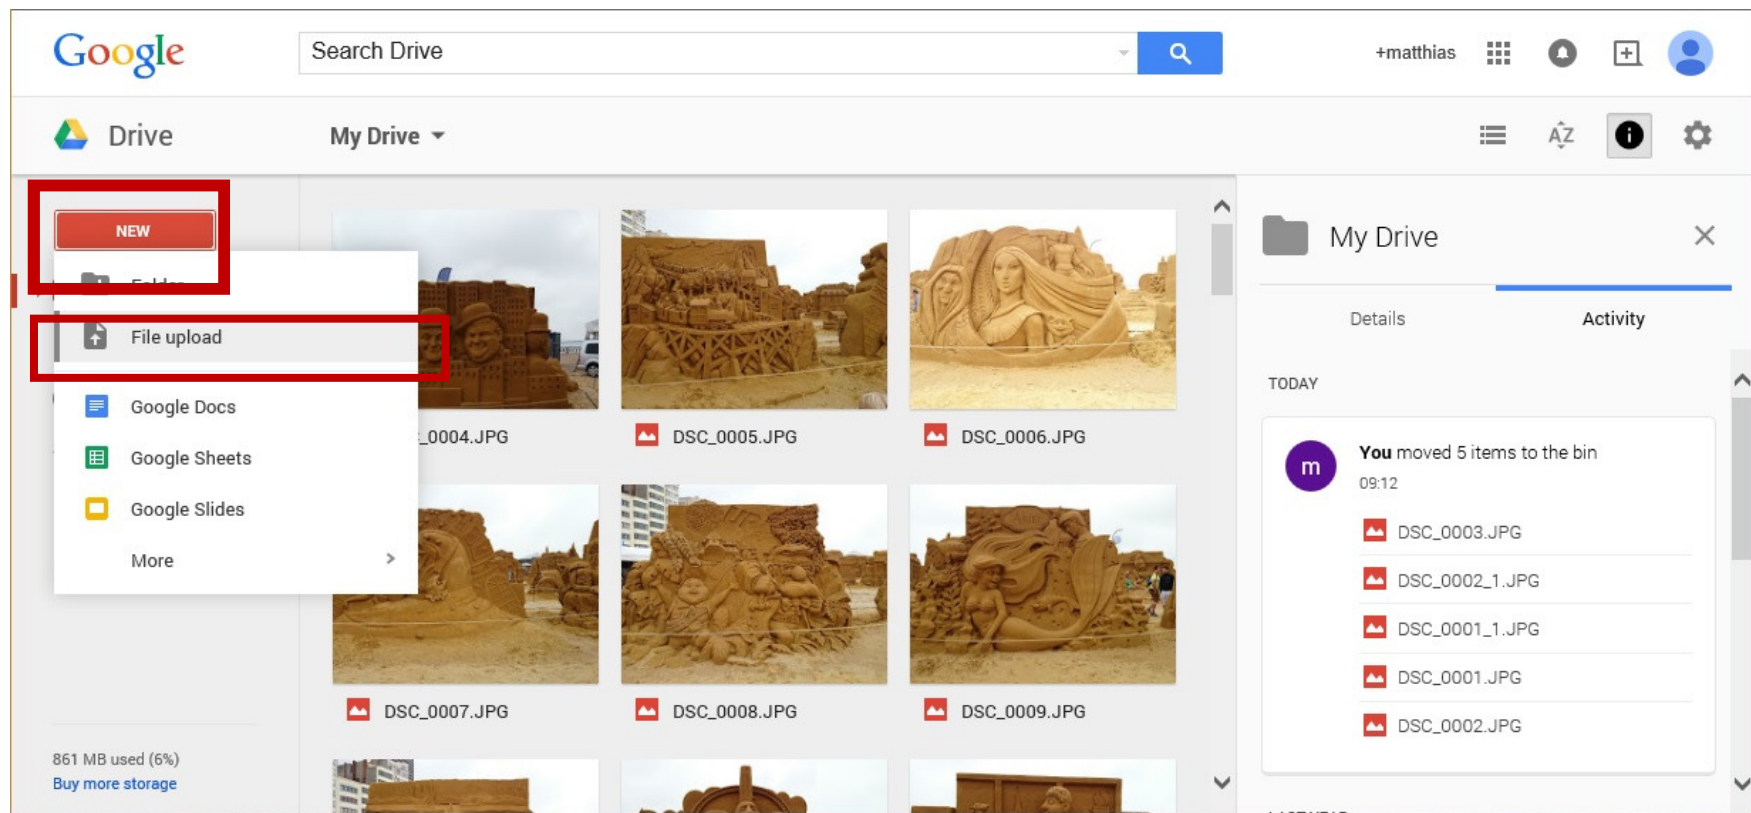 Google
Search Drive
+matthias
Drive
My Drive
NEW
Folder
File upload
Google Docs
Google Sheets
Google Slides
More
861 MB used (6%)
Buy more storage
_0004.JPG
DSC_0005.JPG
DSC_0006.JPG
DSC_0007.JPG
DSC_0008.JPG
DSC_0009.JPG
My Drive
Details
Activity
TODAY
m
You moved 5 items to the bin
09:12
DSC_0003.JPG
DSC_0002_1.JPG
DSC_0001_1.JPG
DSC_0001.JPG
DSC_0002.JPG